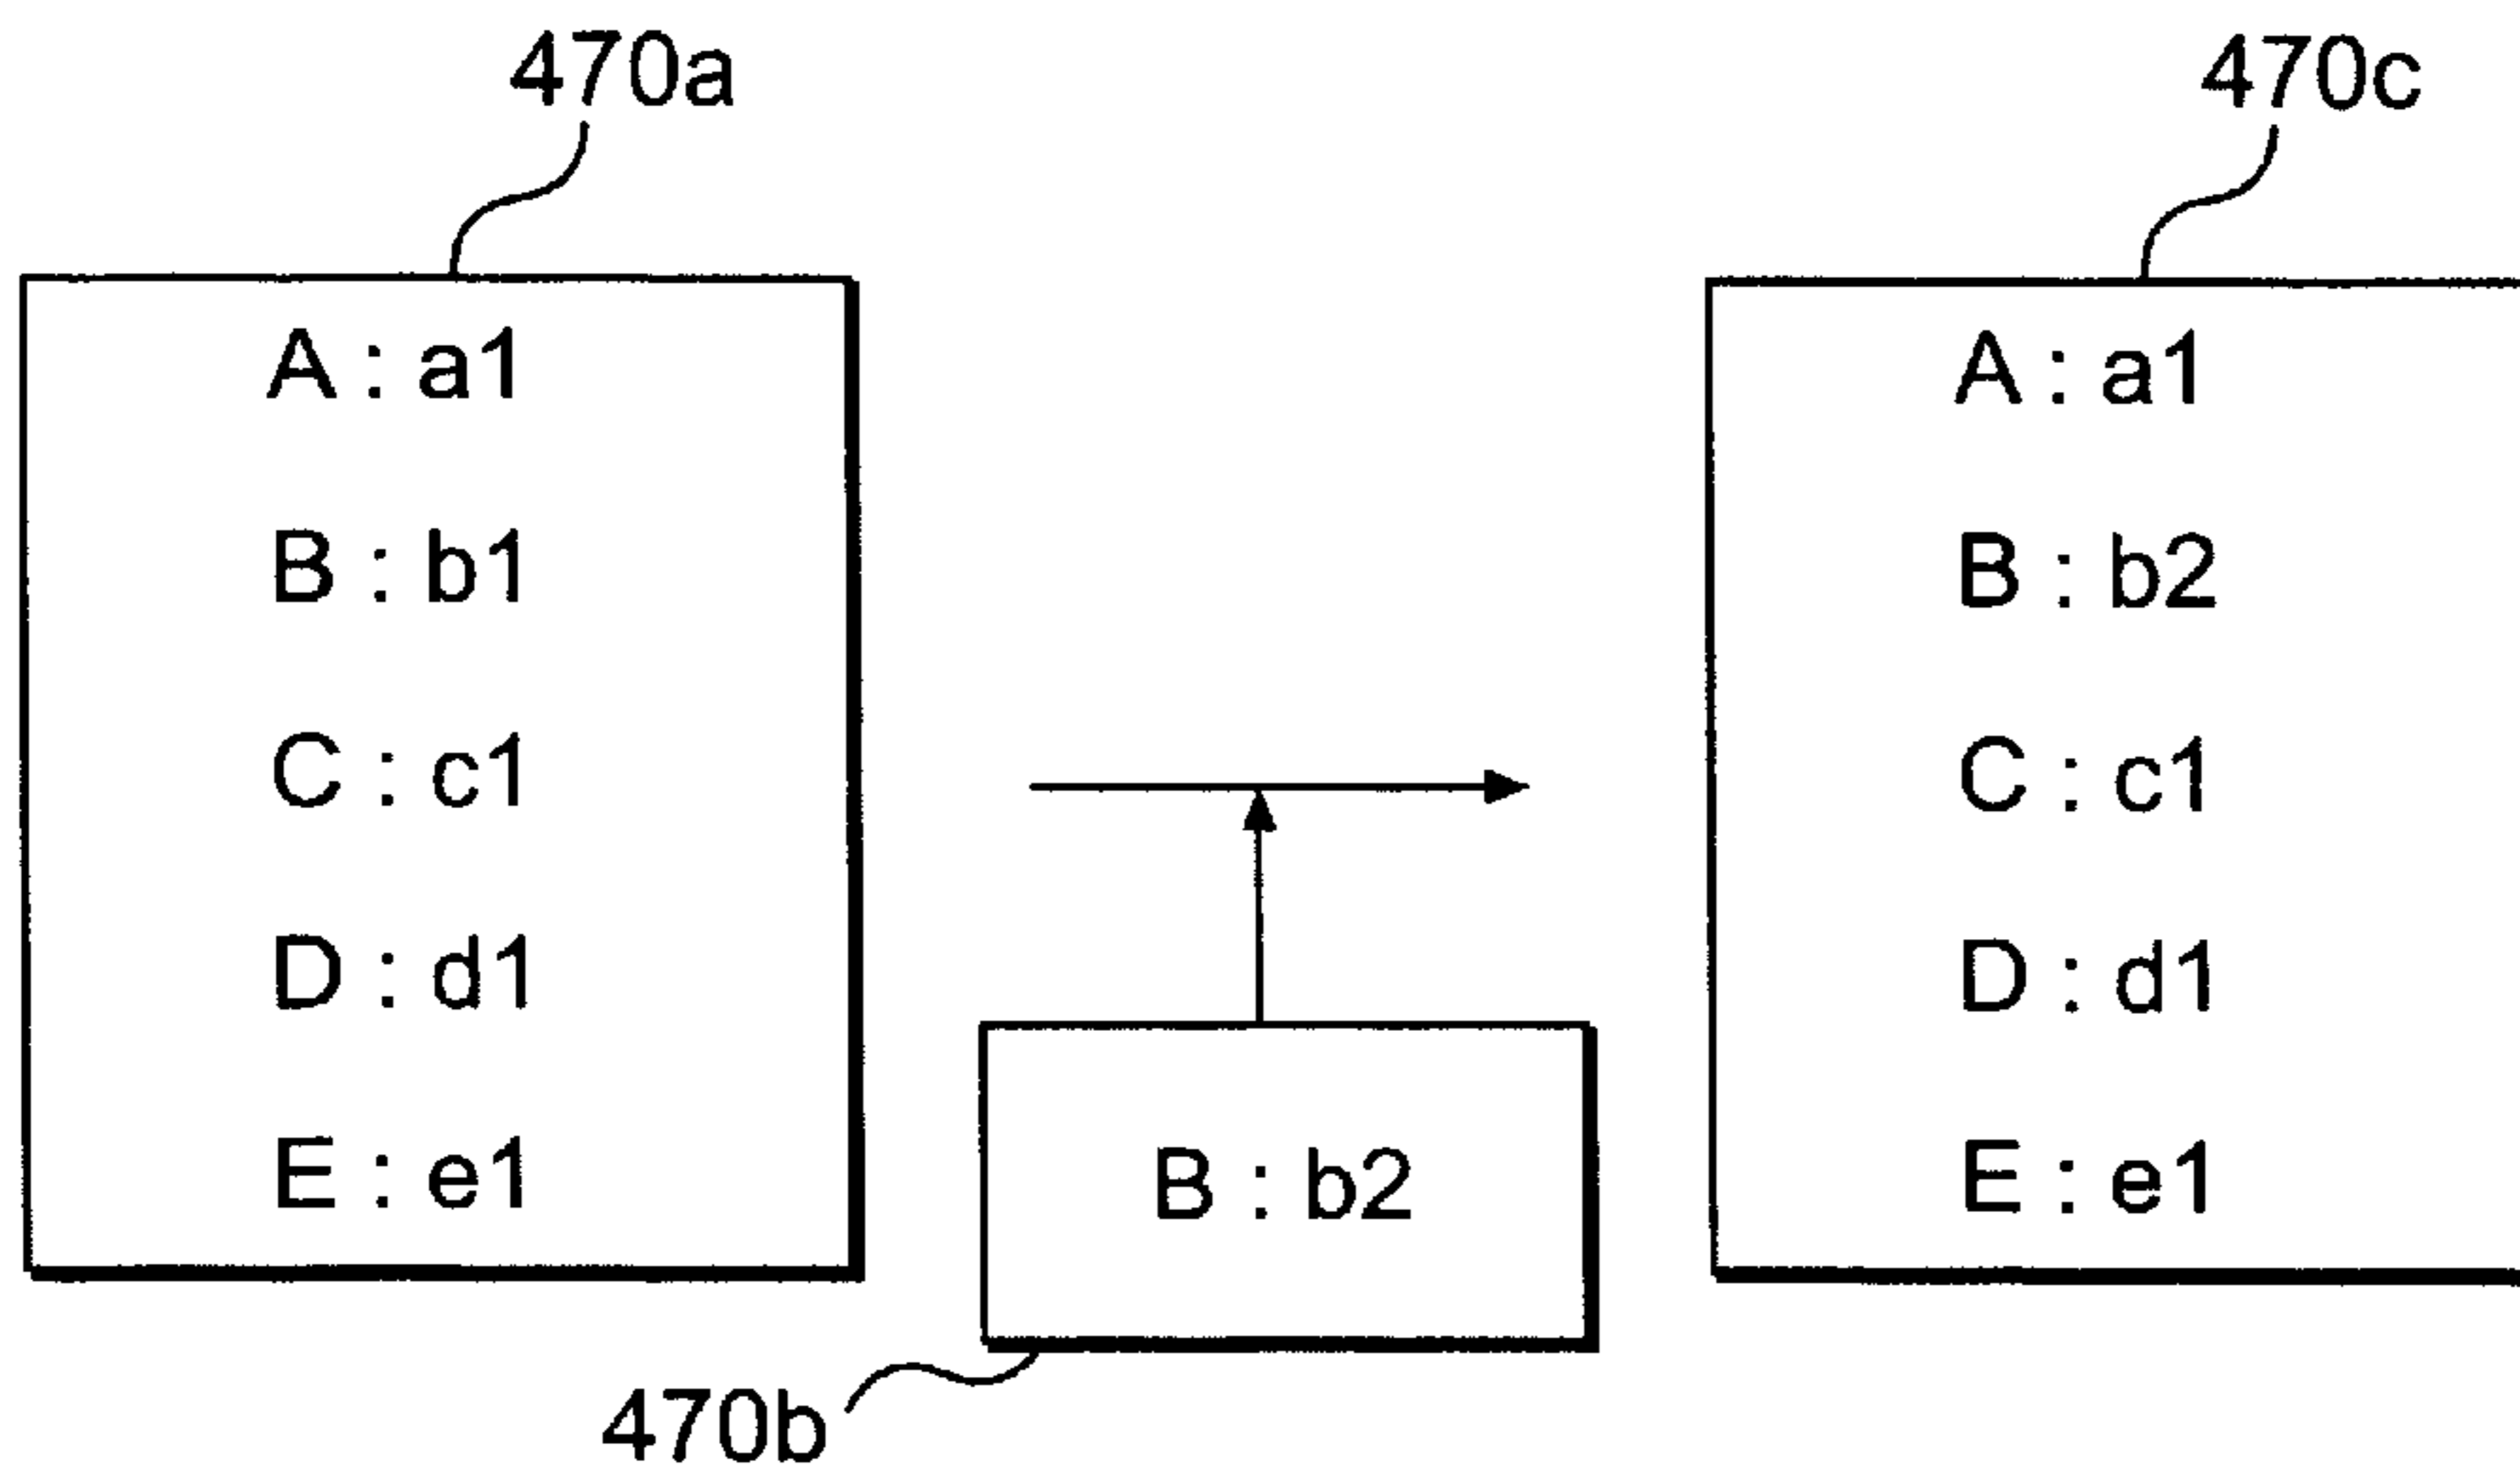 470a
A : a1
B : b1
C : c1
D : d1
E : e1
B : b2
470b
470c
A : a1
B : b2
C : c1
D : d1
E : e1